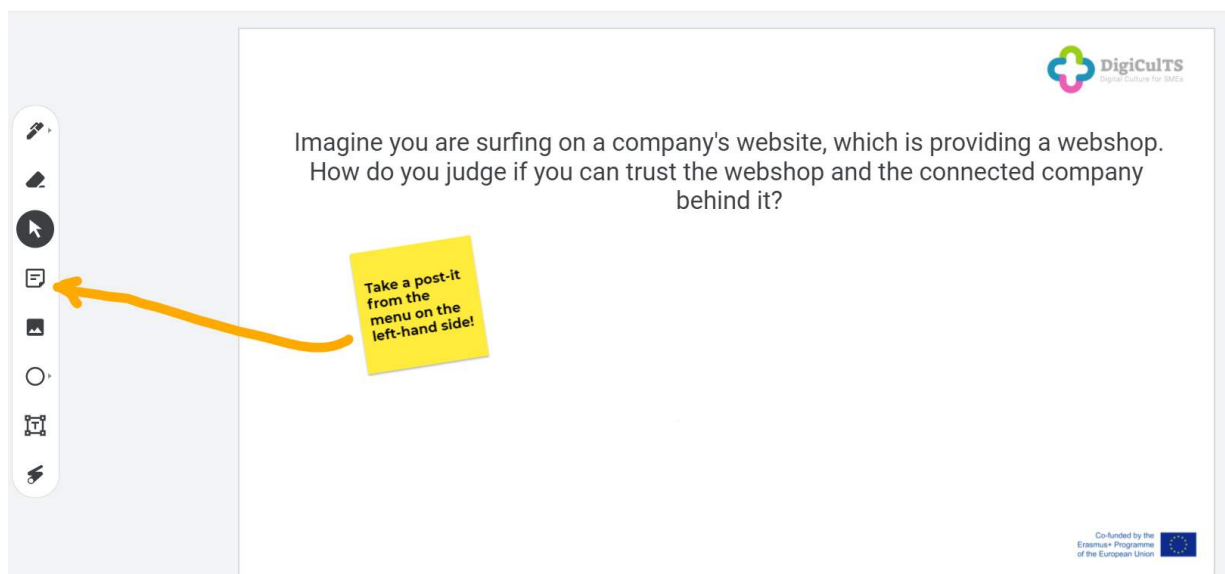 DigiCulTS
Digital Culture for SMEs
Imagine you are surfing on a company's website, which is providing a webshop.
How do you judge if you can trust the webshop and the connected company
behind it?
Take a post-it
from the
menu on the
left-hand side!
Co-funded by the
Erasmus+ Programme
of the European Union